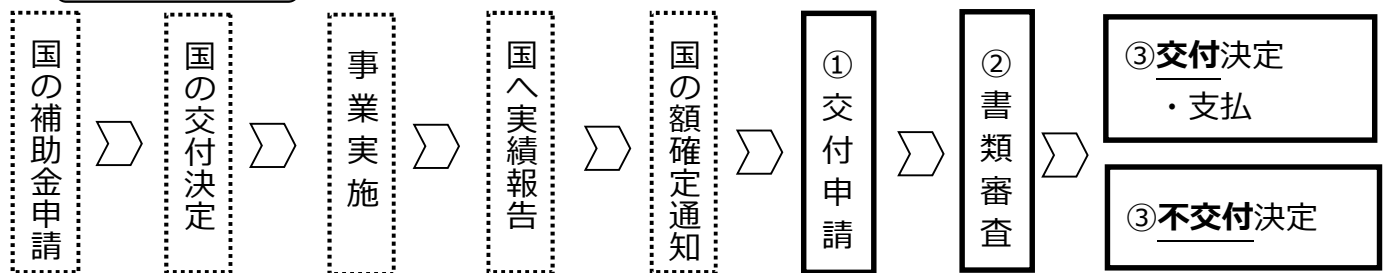 国の補助金申請
国の交付決定
事業実施
国へ実績報告
国の額確定通知
①交付申請
②書類審査
③交付決定
・支払
③不交付決定